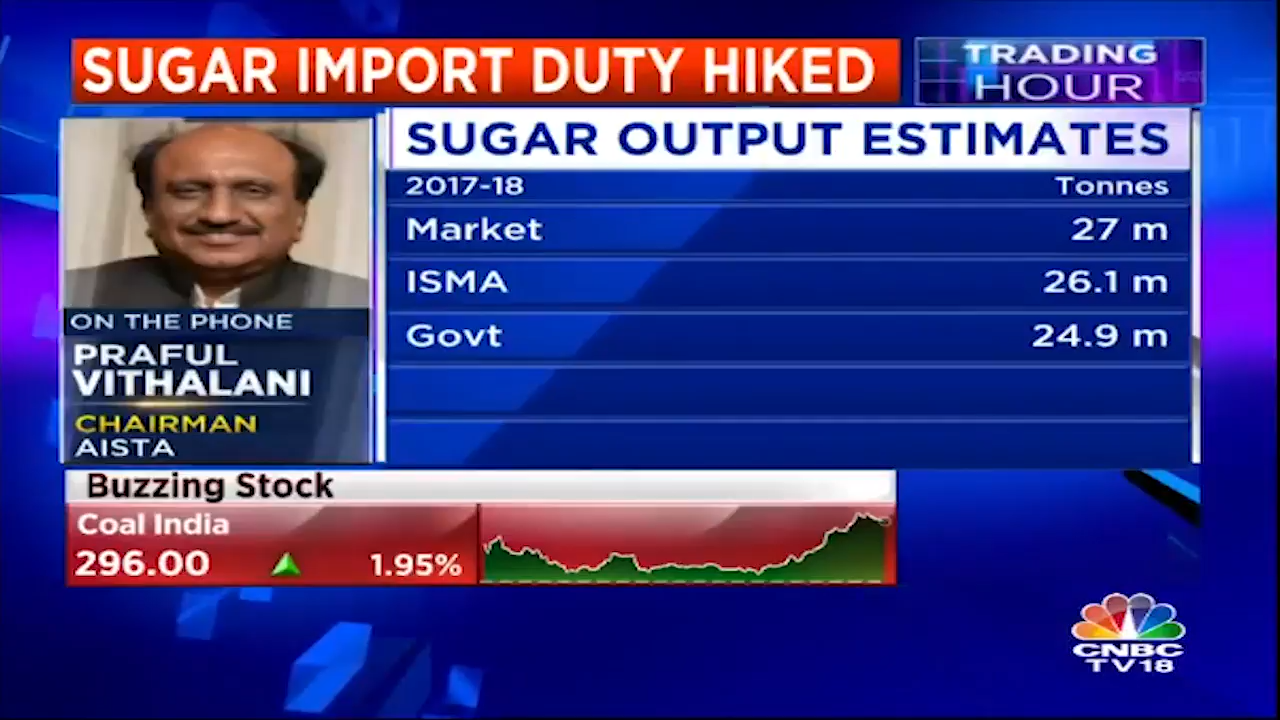 SUGAR IMPORT DUTY HIKED
TRADING
HOUR
SUGAR OUTPUT ESTIMATES
2017-18 Tonnes
Market 27 m
ISMA 26.1 m
Govt 24.9 m
ON THE PHONE
PRAFUL
VITHALANI
CHAIRMAN
AISTA
Buzzing Stock
Coal India
296.00 1.95%
CNBC
TV18